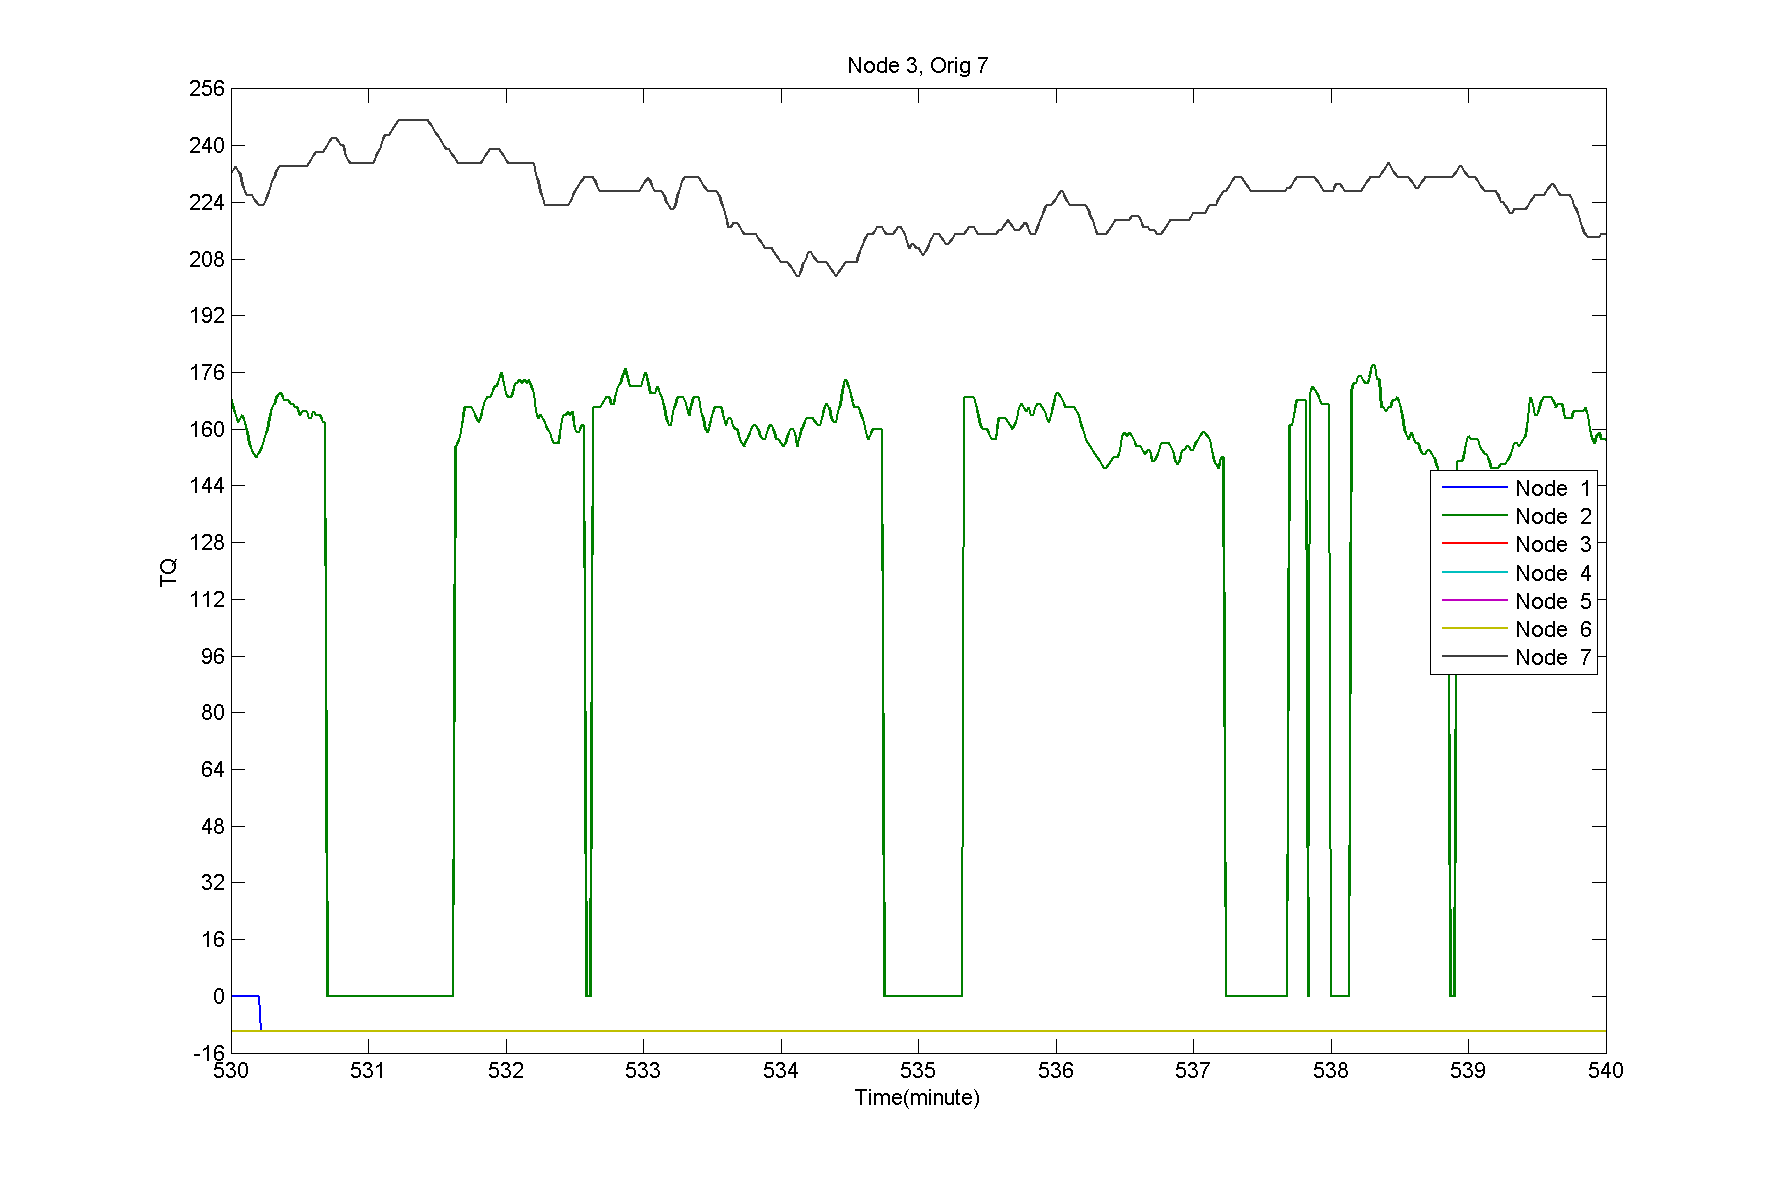 Node 3, Orig 7
256
240
224
208
192
176
160
144
128
112
96
80
64
48
32
16
0
-16
TQ
Node 1
Node 2
Node 3
Node 4
Node 5
Node 6
Node 7
530 531 532 533 534 535 536 537 538 539 540
Time(minute)